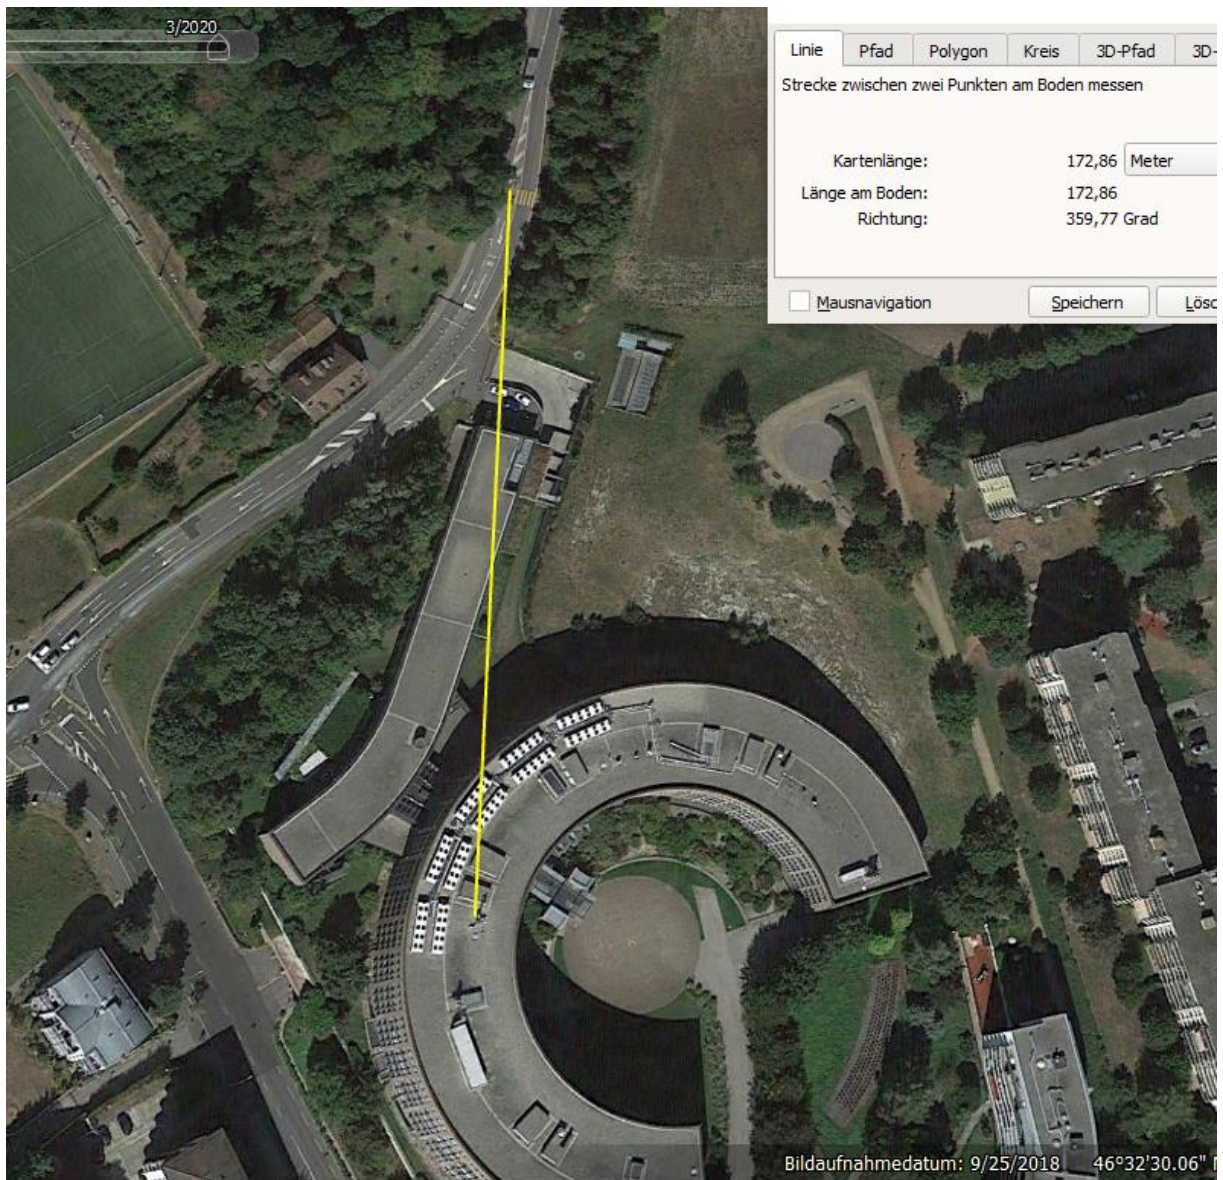 3/2020
Linie Pfad Polygon Kreis 3D-Pfad 3D-
Strecke zwischen zwei Punkten am Boden messen
Kartenlänge: 172,86 Meter
Länge am Boden: 172,86
Richtung: 359,77 Grad
Mausnavigation Speichern Lösc
Bildaufnahmedatum: 9/25/2018 46°32'30.06" N